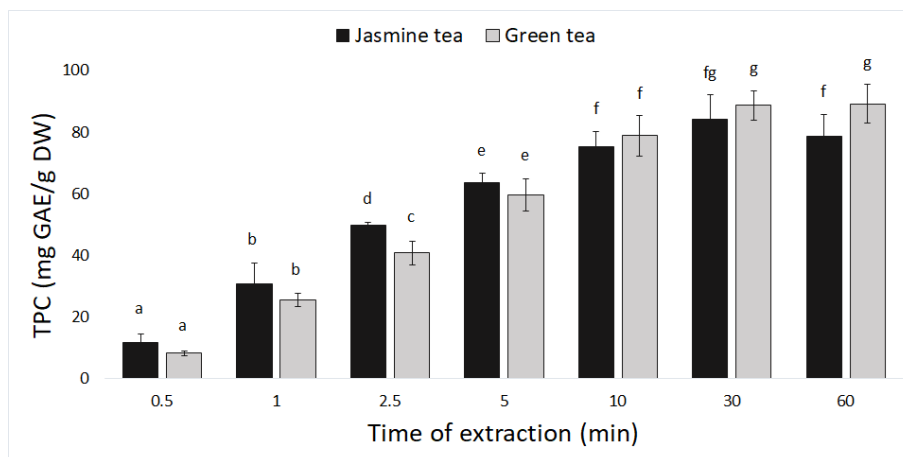 Jasmine tea Green tea
TPC (mg GAE/g DW)
100
80
60
40
20
0
a a b b d c e e f f fg g f g
0.5 1 2.5 5 10 30 60
Time of extraction (min)